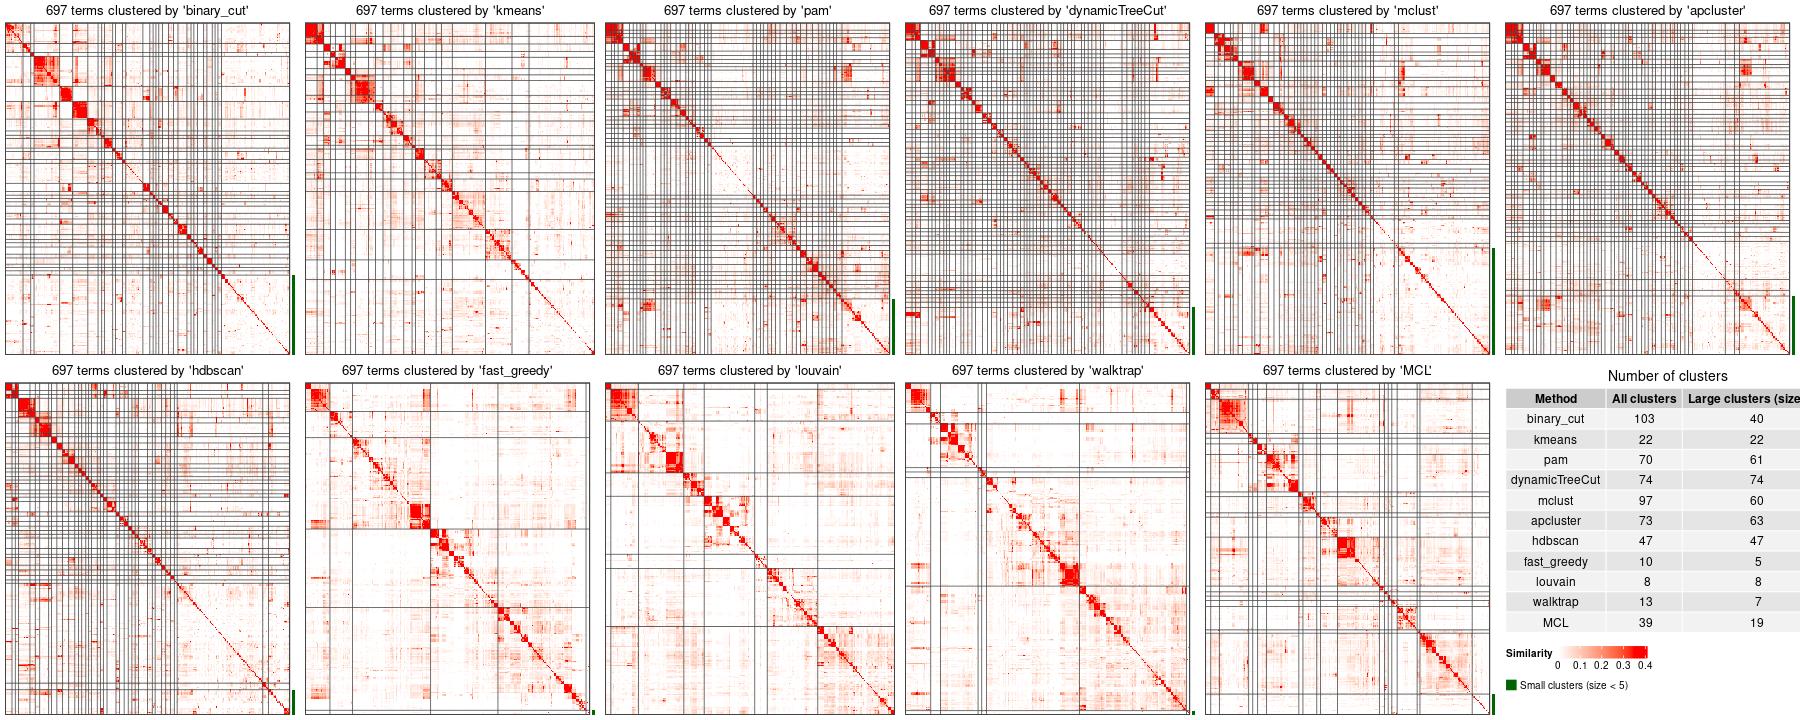 697 terms clustered by 'binary_cut'
697 terms clustered by 'kmeans'
697 terms clustered by 'pam'
697 terms clustered by 'dynamicTreeCut'
697 terms clustered by 'mclust'
697 terms clustered by 'apcluster'
697 terms clustered by 'hdbscan'
697 terms clustered by 'fast_greedy'
697 terms clustered by 'louvain'
697 terms clustered by 'walktrap'
697 terms clustered by 'MCL'
Number of clusters
Method All clusters Large clusters (size
binary_cut 103 40
kmeans 22 22
pam 70 61
dynamicTreeCut 74 74
mclust 97 60
apcluster 73 63
hdbscan 47 47
fast_greedy 10 5
louvain 8 8
walktrap 13 7
MCL 39 19
Similarity
0 0.1 0.2 0.3 0.4
Small clusters (size < 5)